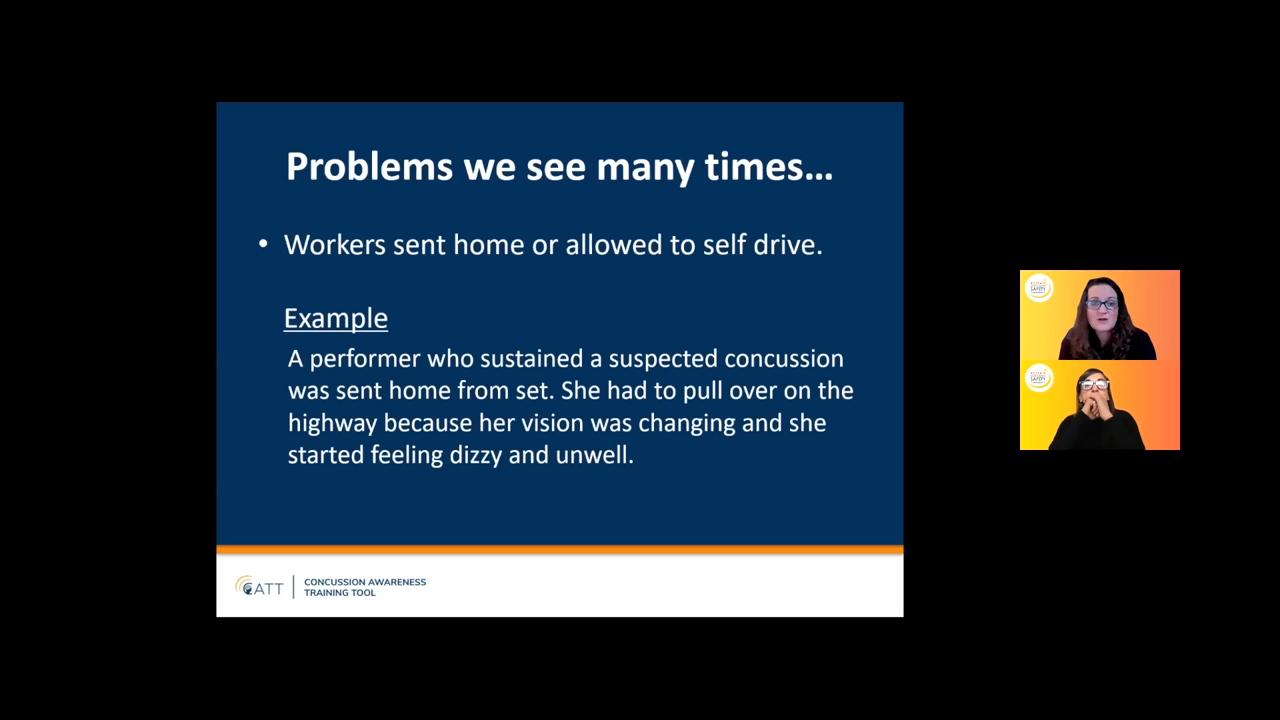 Problems we see many times...
• Workers sent home or allowed to self drive.
Example
A performer who sustained a suspected concussion
was sent home from set. She had to pull over on the
highway because her vision was changing and she
started feeling dizzy and unwell.
CATT
CONCUSSION AWARENESS
TRAINING TOOL